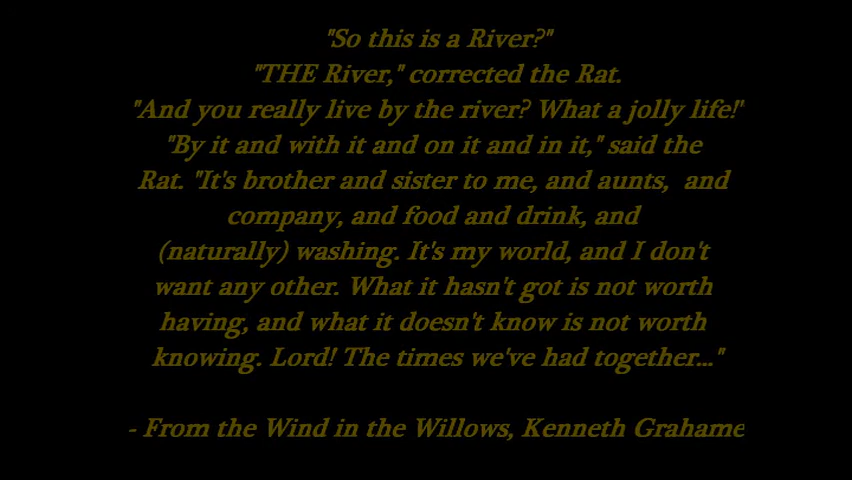 "So this is a River?"
"THE River," corrected the Rat.
"And you really live by the river? What a jolly life!"
"By it and with it and on it and in it," said the
Rat. "It's brother and sister to me, and aunts,  and
company, and food and drink, and
(naturally) washing. It's my world, and I don't
want any other. What it hasn't got is not worth
having, and what it doesn't know is not worth
knowing. Lord! The times we've had together..."
- From the Wind in the Willows, Kenneth Grahame